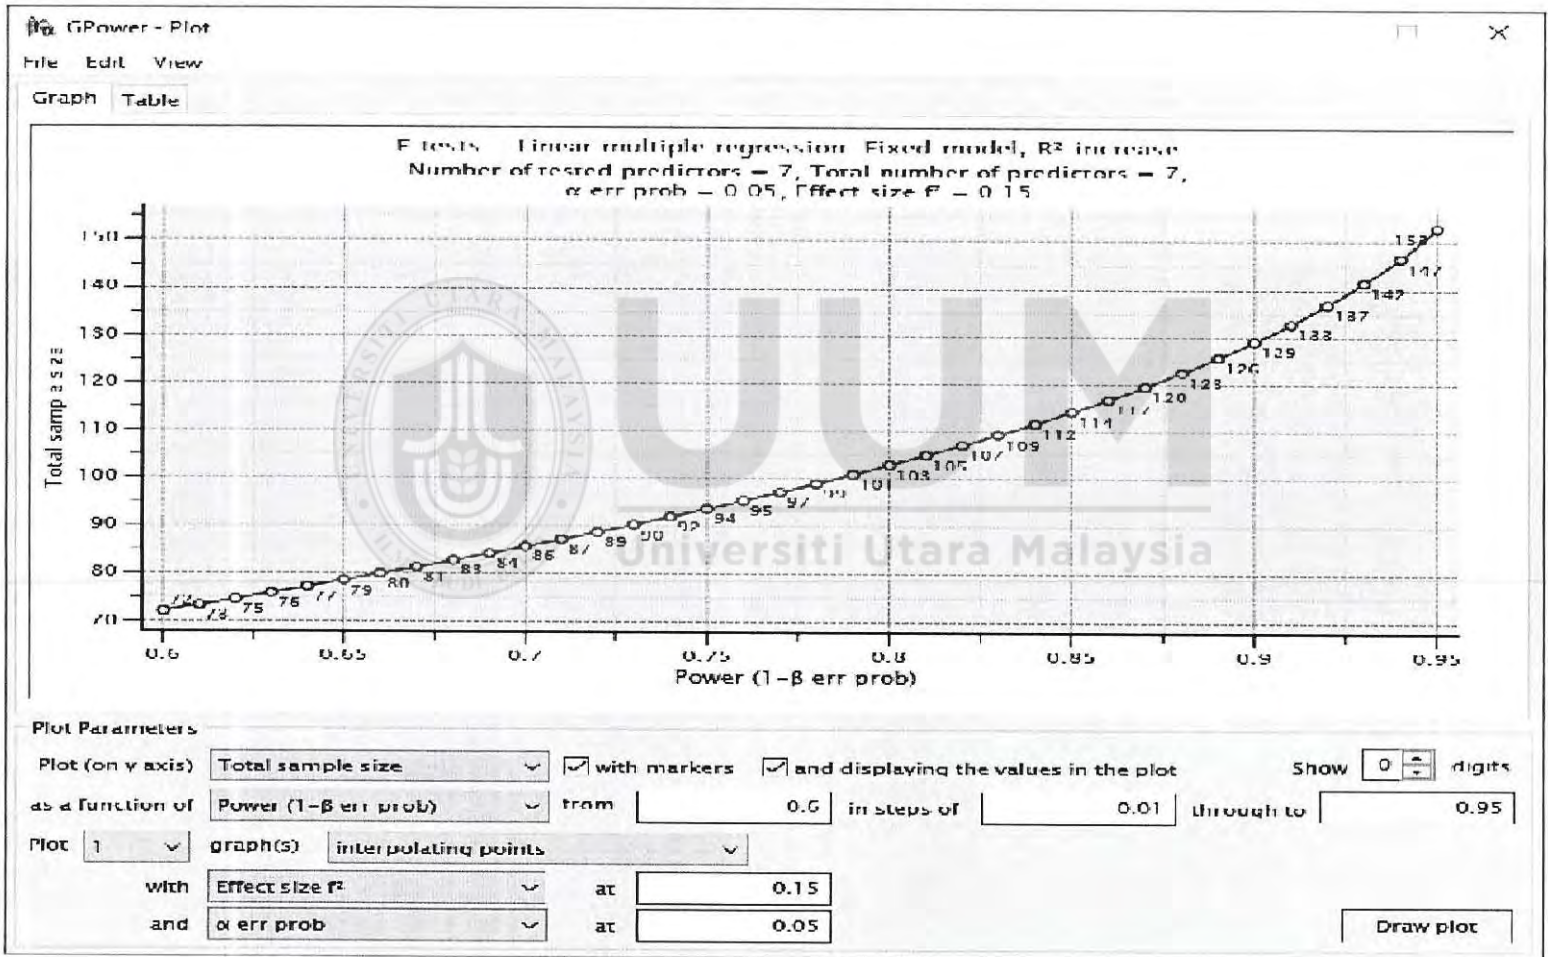 GPower - Plot
File Edit View
Graph Table
F tests Linear multiple regression Fixed model, R² increase
Number of tested predictors = 7, Total number of predictors = 7,
α err prob = 0.05, Effect size f² = 0.15
Total sample size
150
140
130
120
110
100
90
80
70
72 73 75 76 77 79 80 81 83 84 86 87 89 90 92 94 95 97 99 101 103 105 107 109 112 114 117 120 123 126 129 133 137 142 147 153
0.6 0.65 0.7 0.75 0.8 0.85 0.9 0.95
Power (1-β err prob)
UNIVERSITI UTARA MALAYSIA
UUM
Universiti Utara Malaysia
Plot Parameters
Plot (on y axis) Total sample size with markers and displaying the values in the plot Show 0 digits
as a function of Power (1-β err prob) from 0.6 in steps of 0.01 through to 0.95
Plot 1 graph(s) interpolating points
with Effect size f² at 0.15
and α err prob at 0.05
Draw plot